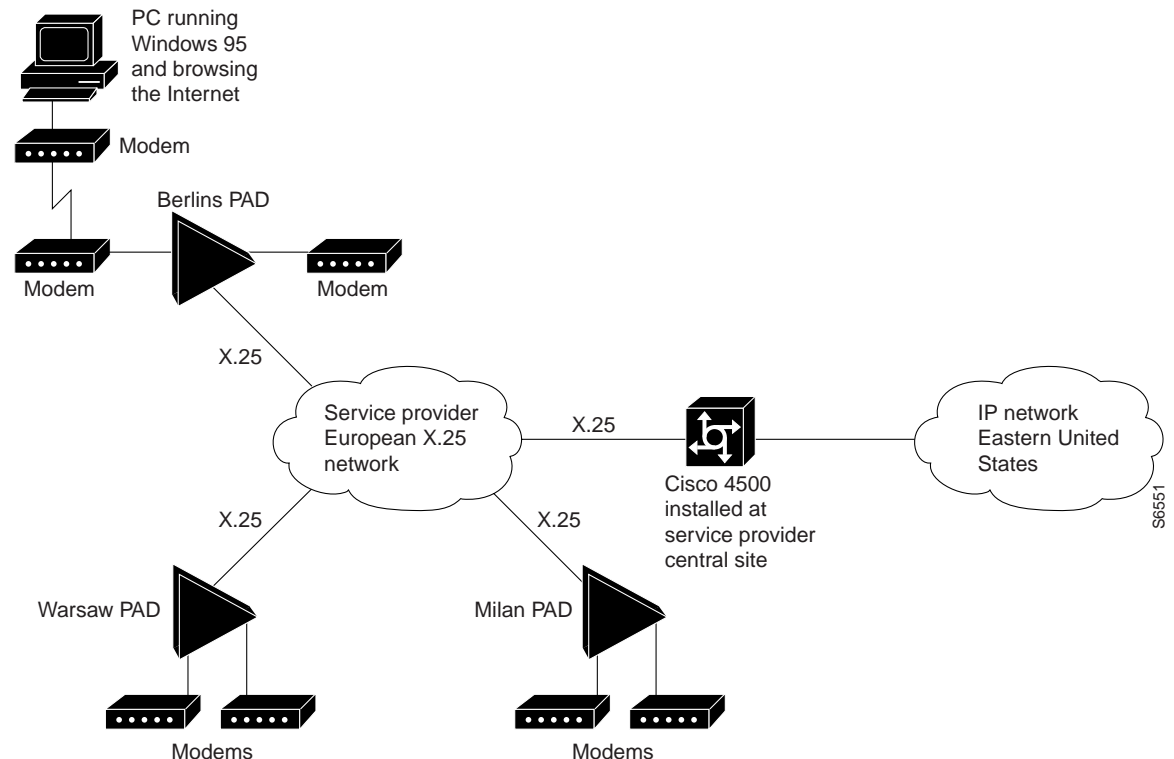 PC running
Windows 95
and browsing
the Internet
Modem
Berlins PAD
Modem
Modem
X.25
Service provider
European X.25
network
X.25
Cisco 4500
installed at
service provider
central site
IP network
Eastern United
States
S6551
X.25
X.25
Warsaw PAD
Milan PAD
Modems
Modems